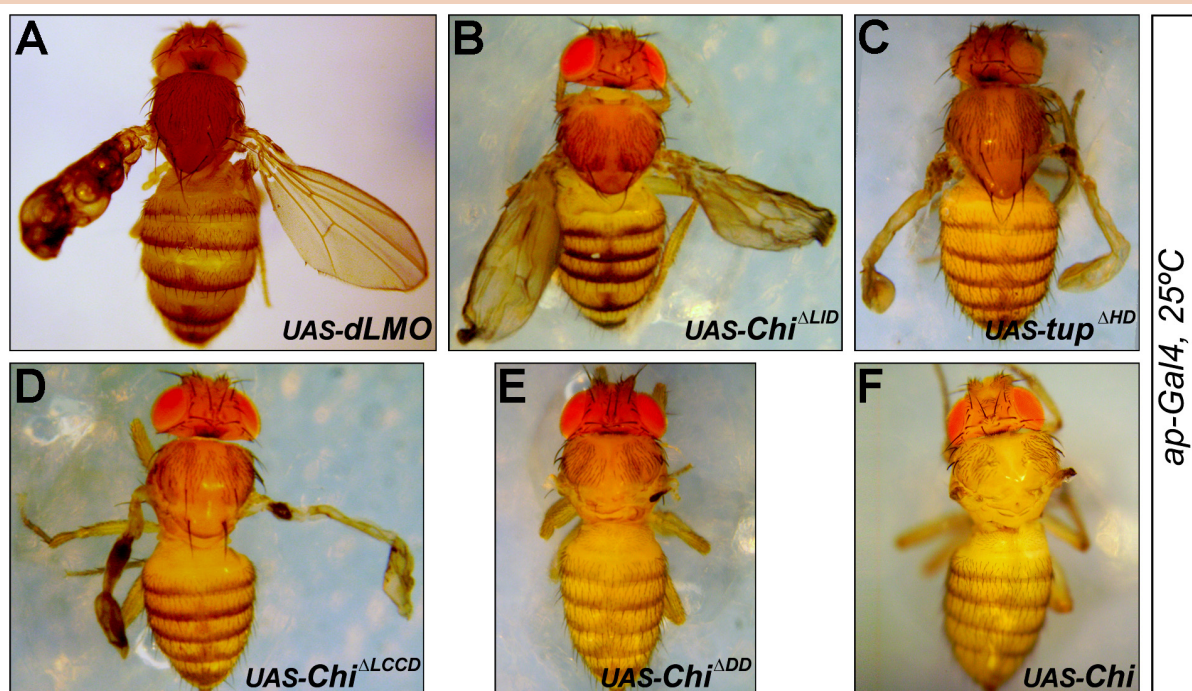 A
UAS-dLMO
B
UAS-Chi^ΔLID
C
UAS-tup^ΔHD
D
UAS-Chi^ΔLCCD
E
UAS-Chi^ΔDD
F
UAS-Chi
ap-Gal4, 25ºC